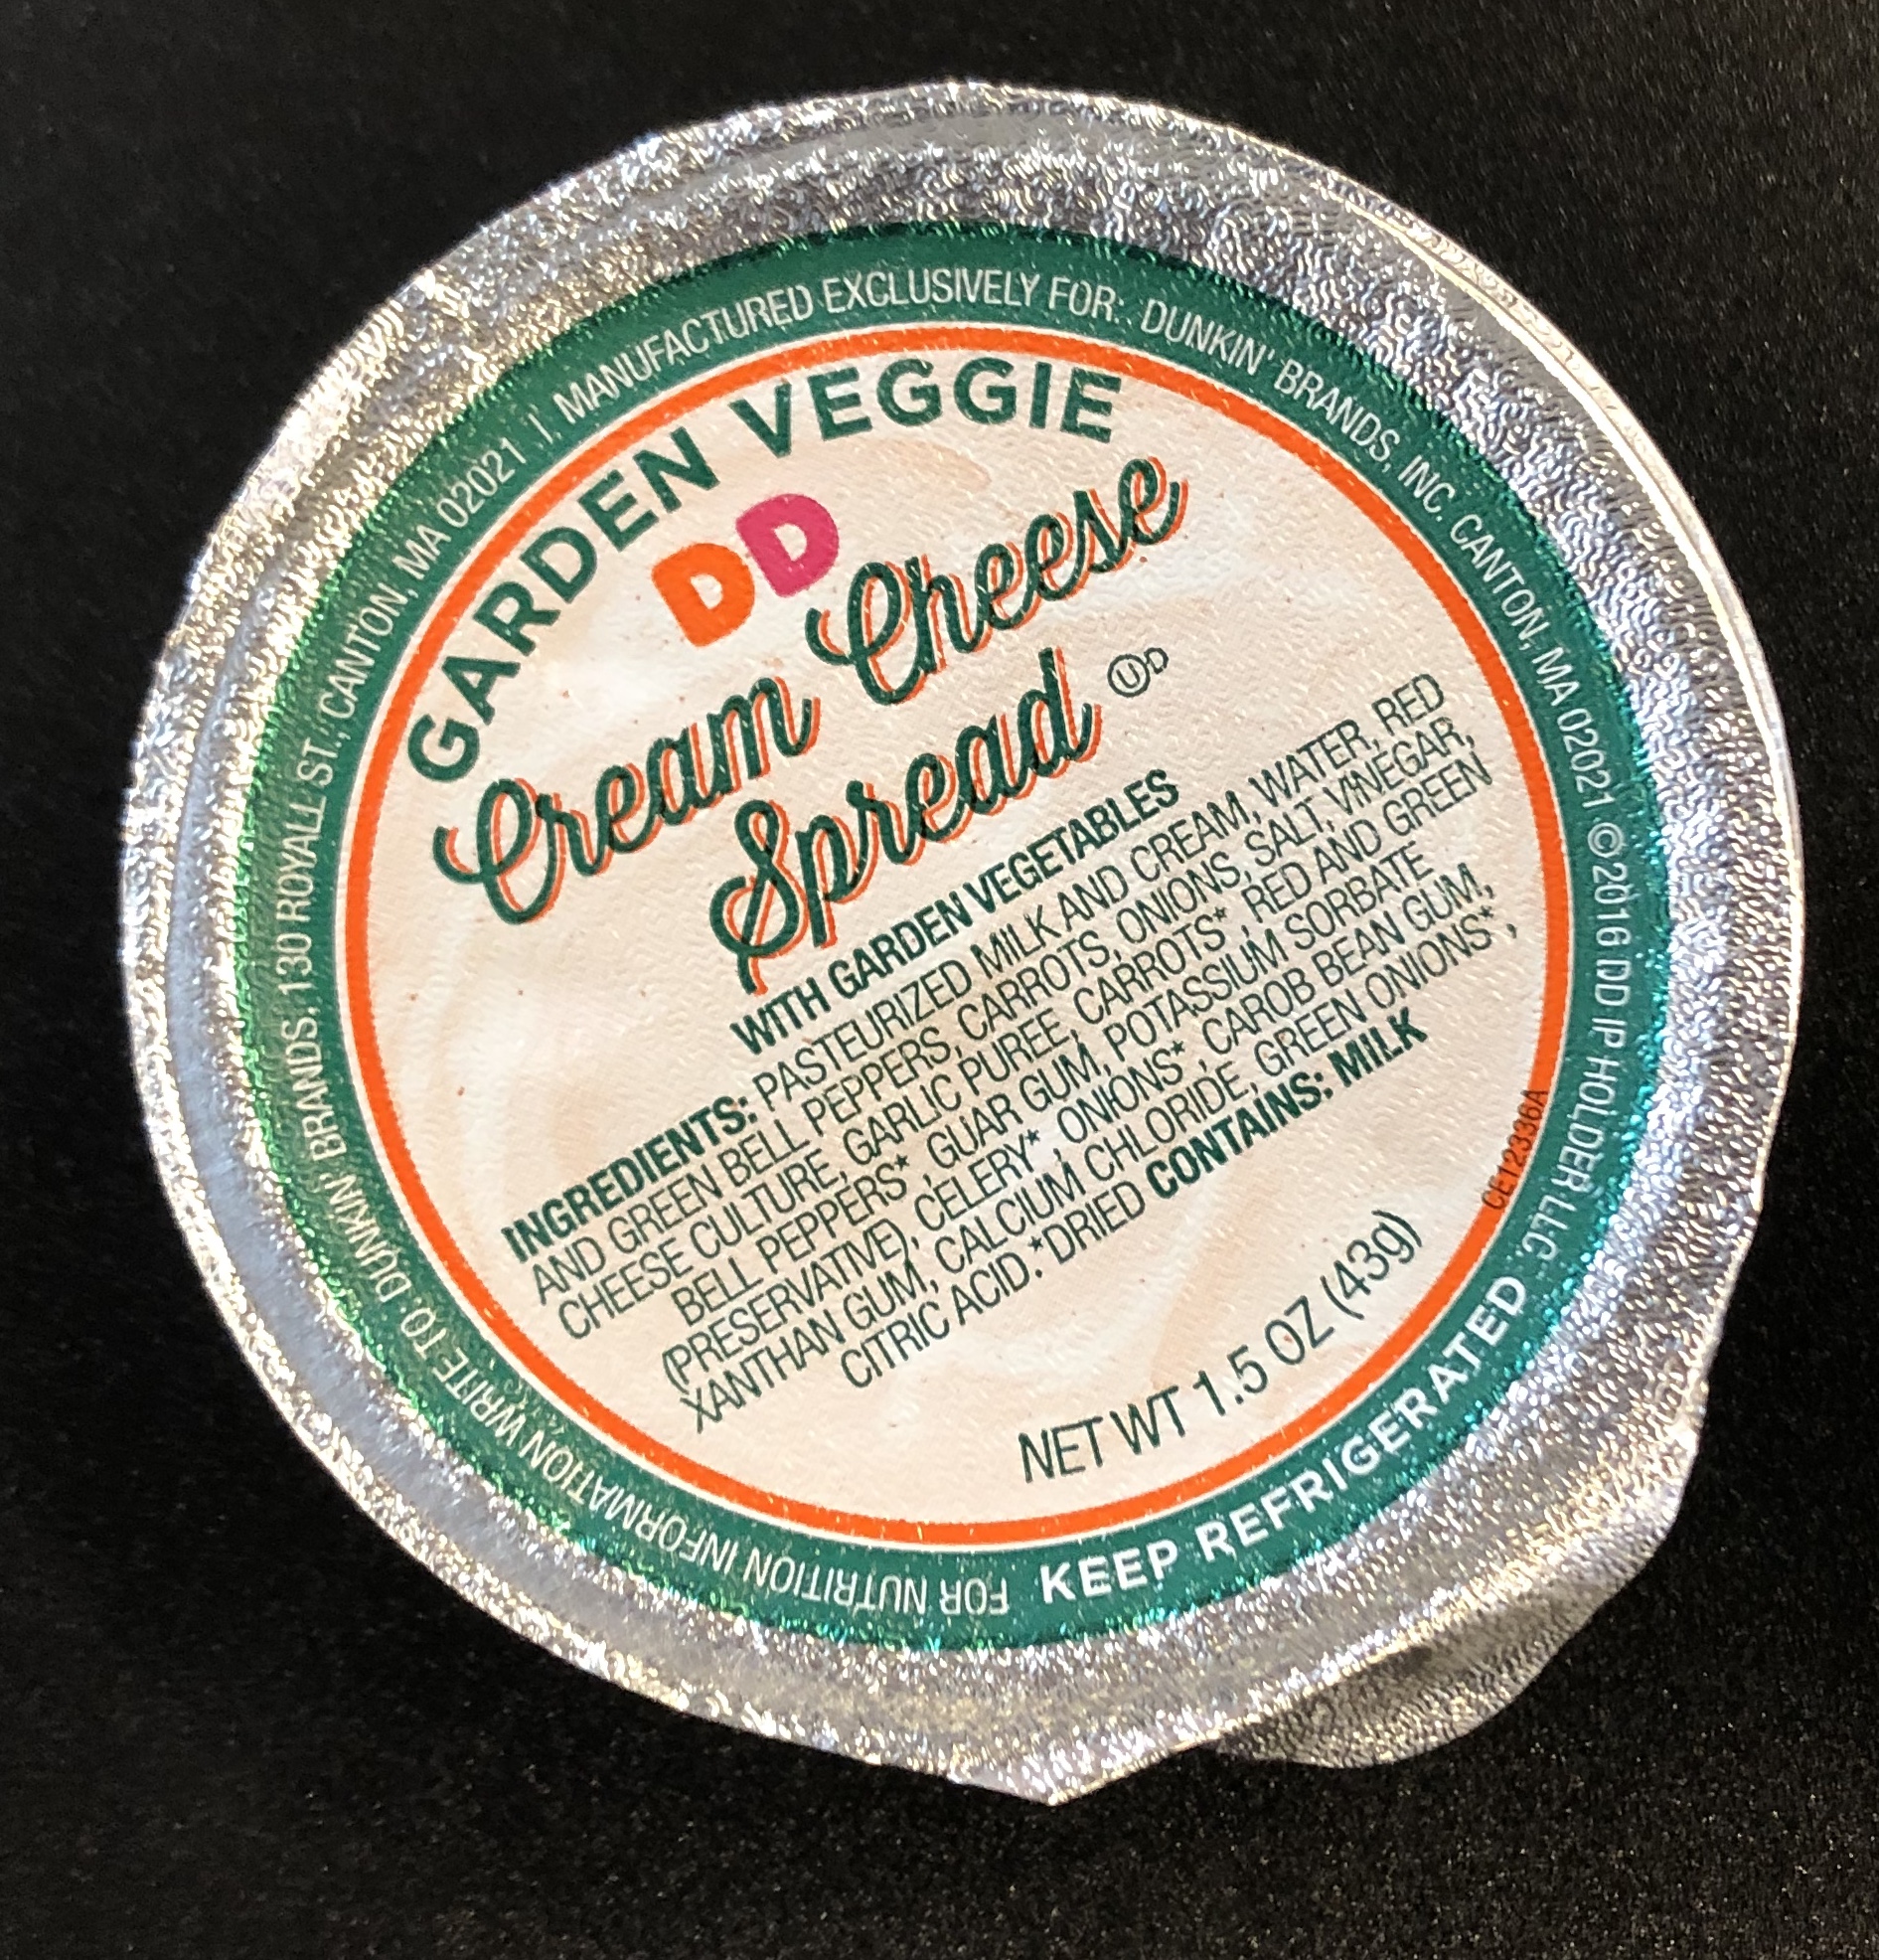 GARDEN VEGGIE
DD
Cream Cheese
Spread
UD
WITH GARDEN VEGETABLES
INGREDIENTS: PASTEURIZED MILK AND CREAM, WATER, RED
AND GREEN BELL PEPPERS, CARROTS, ONIONS, SALT, VINEGAR,
CHEESE CULTURE, GARLIC PUREE, CARROTS*, RED AND GREEN
BELL PEPPERS*, GUAR GUM, POTASSIUM SORBATE
(PRESERVATIVE), CELERY*, ONIONS*, CAROB BEAN GUM,
XANTHAN GUM, CALCIUM CHLORIDE, GREEN ONIONS*,
CITRIC ACID. *DRIED CONTAINS: MILK
NET WT 1.5 OZ (43g)
CE12336A
MANUFACTURED EXCLUSIVELY FOR: DUNKIN' BRANDS, INC. CANTON, MA 02021 ©2016 DD IP HOLDER LLC.
KEEP REFRIGERATED
FOR NUTRITION INFORMATION WRITE TO: DUNKIN' BRANDS, 130 ROYALL ST., CANTON, MA 02021 |